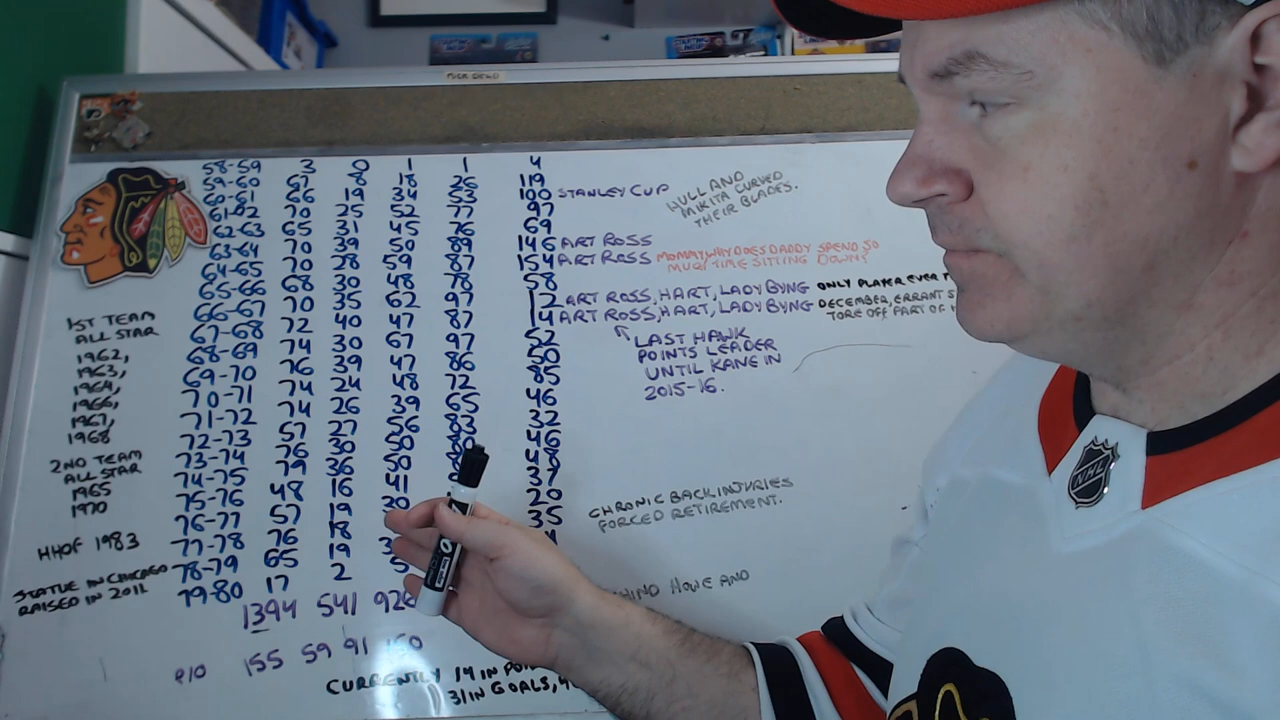 PUCK DEMO
58-59 3 0 1 1 4
59-60 67 8 18 26
60-61 66 19 34 53 STANLEY CUP
61-62 70 25 52 77 97
62-63 65 31 45 69
63-64 70 39 50 89 146 ART ROSS
64-65 70 28 59 87 154 ART ROSS
65-66 68 30 48 78 58
66-67 70 35 62 97 12 ART ROSS, HART, LADY BYNG
67-68 72 40 47 87 14 ART ROSS, HART, LADY BYNG
68-69 74 30 67 97 52
69-70 76 39 47 86 50
70-71 74 24 48 72 85
71-72 74 26 39 65 46
72-73 57 27 56 83 32
73-74 76 30 50 46
74-75 79 36 50
75-76 48 16 41 37
76-77 57 19 30 20
77-78 76 18 35
78-79 65 19 3
79-80 17 2 5
1394 541 926
P/O 155 59 91 150
HULL AND
MIKITA CURVED
THEIR BLADES.
MOMMY, WHY DOES DADDY SPEND SO
MUCH TIME SITTING DOWN?
ONLY PLAYER EVER
DECEMBER, ERRANT
TORE OFF PART OF
LAST HAWK
POINTS LEADER
UNTIL KANE IN
2015-16.
CHRONIC BACK INJURIES
FORCED RETIREMENT.
HOWE AND
CURRENTLY 14 IN
31 IN GOALS,
1ST TEAM
ALL STAR
1962,
1963,
1964,
1966,
1967,
1968
2ND TEAM
ALL STAR
1965
1970
HHOF 1983
STATUE IN CHICAGO
RAISED IN 2011
NHL